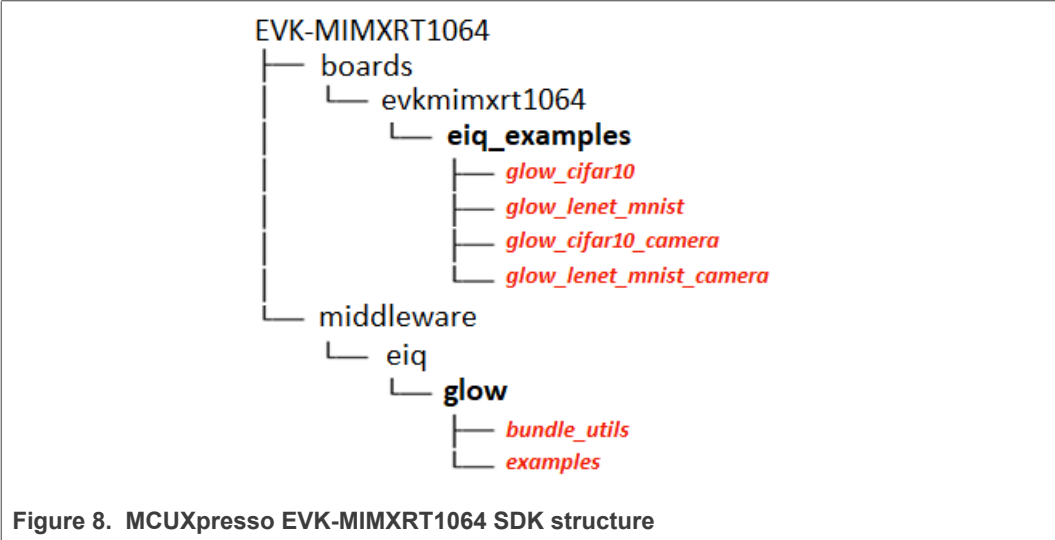 EVK-MIMXRT1064
boards
evkmimxrt1064
eiq_examples
glow_cifar10
glow_lenet_mnist
glow_cifar10_camera
glow_lenet_mnist_camera
middleware
eiq
glow
bundle_utils
examples
Figure 8. MCUXpresso EVK-MIMXRT1064 SDK structure